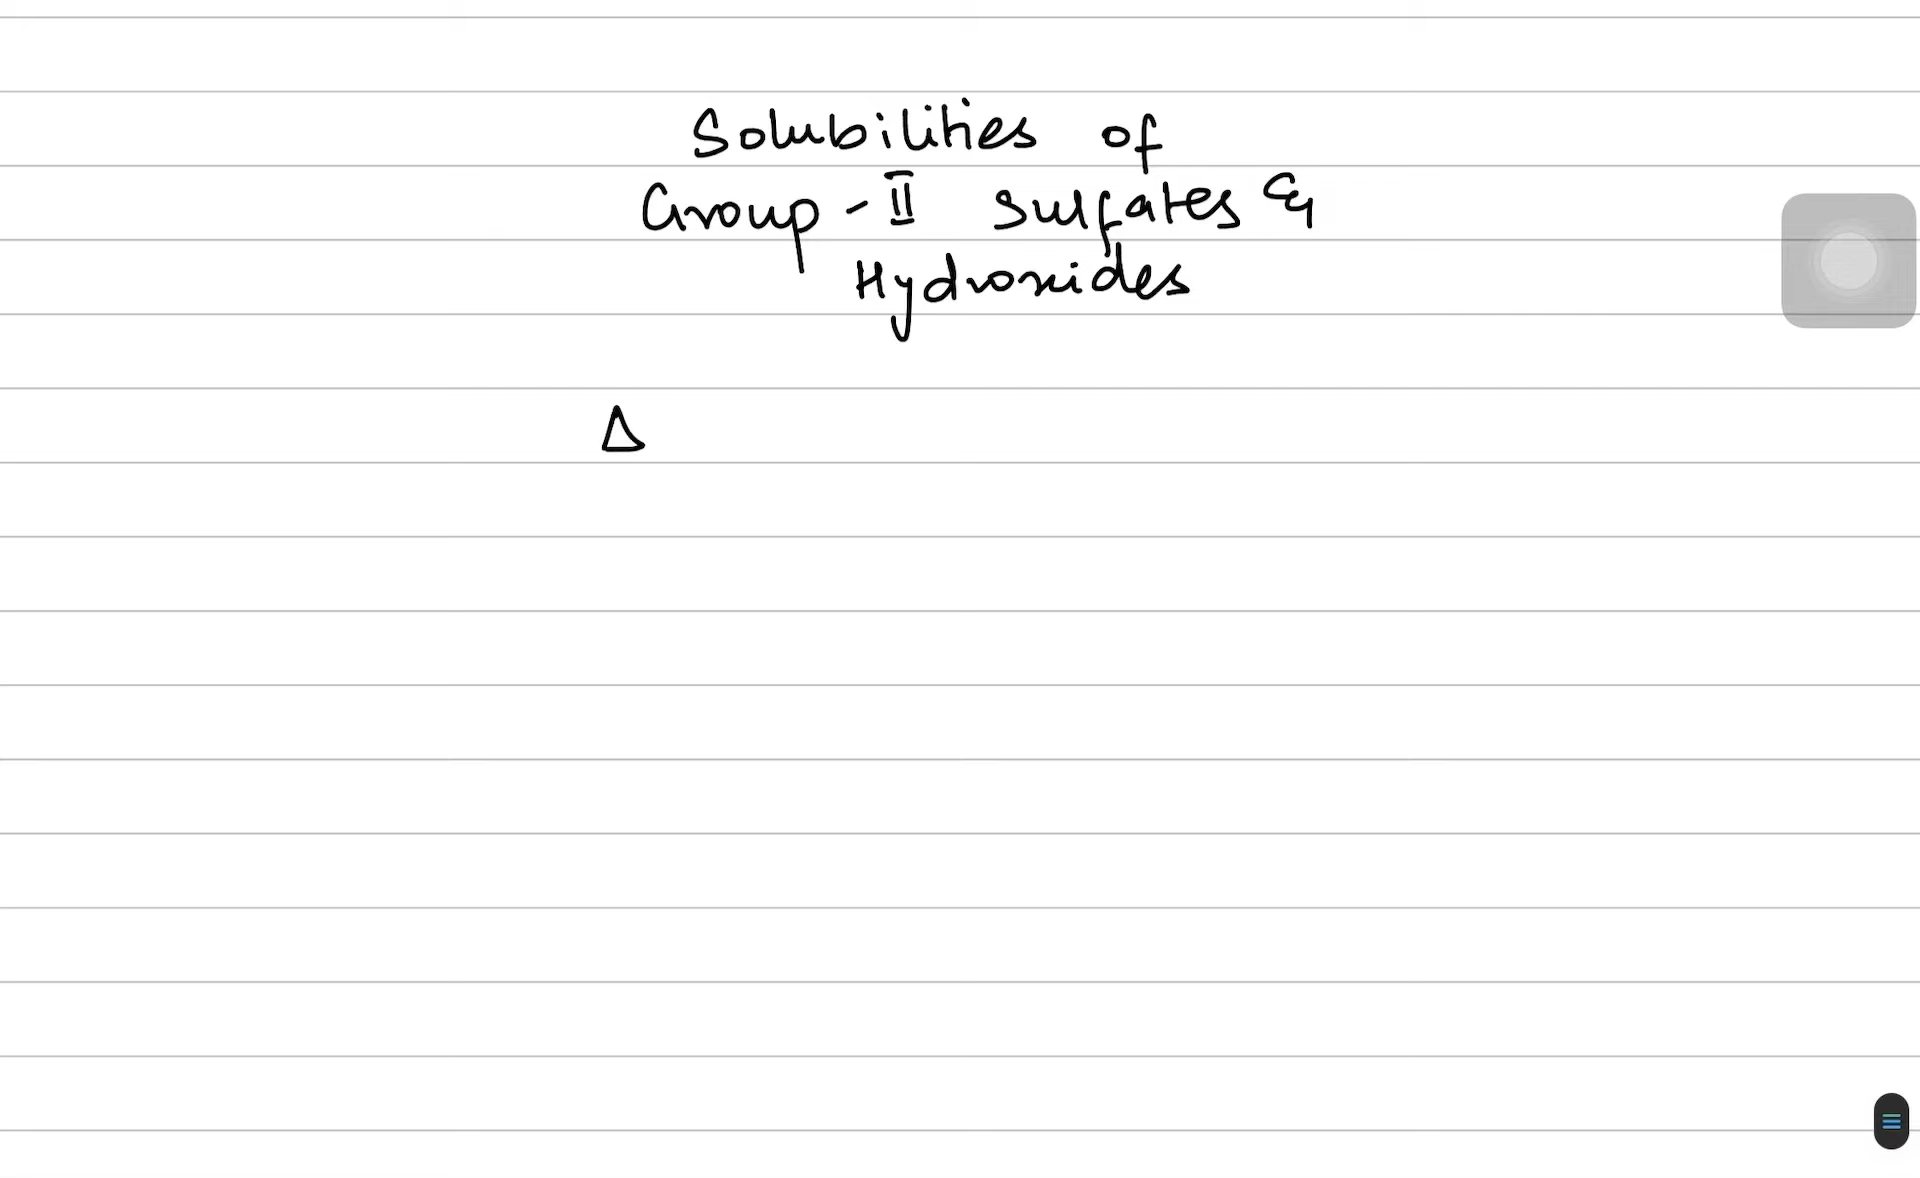 Solubilities of
Group - II Sulfates &
Hydroxides
Δ